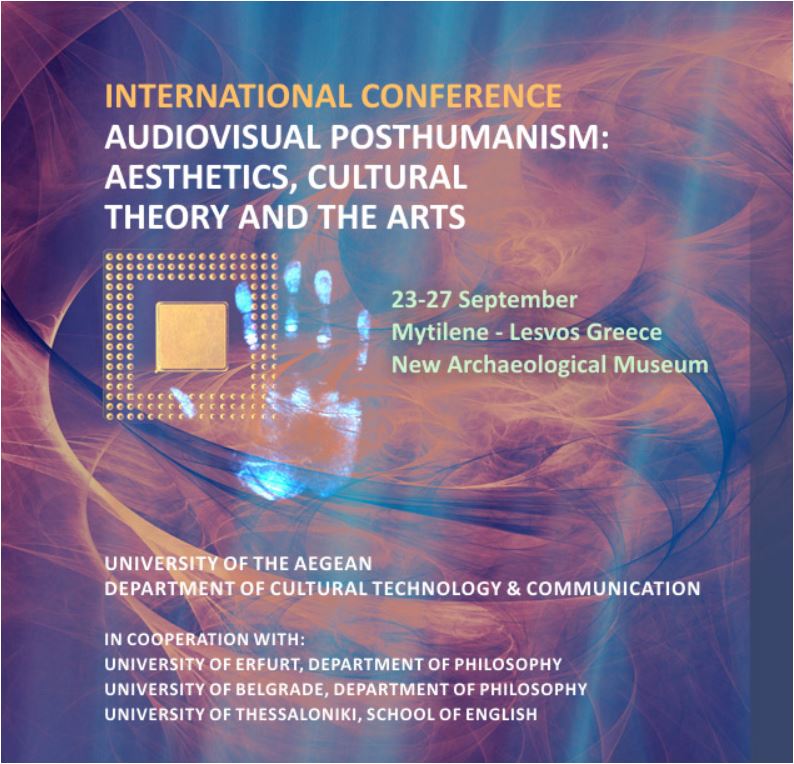 INTERNATIONAL CONFERENCE
AUDIOVISUAL POSTHUMANISM:
AESTHETICS, CULTURAL
THEORY AND THE ARTS
23-27 September
Mytilene - Lesvos Greece
New Archaeological Museum
UNIVERSITY OF THE AEGEAN
DEPARTMENT OF CULTURAL TECHNOLOGY & COMMUNICATION
IN COOPERATION WITH:
UNIVERSITY OF ERFURT, DEPARTMENT OF PHILOSOPHY
UNIVERSITY OF BELGRADE, DEPARTMENT OF PHILOSOPHY
UNIVERSITY OF THESSALONIKI, SCHOOL OF ENGLISH